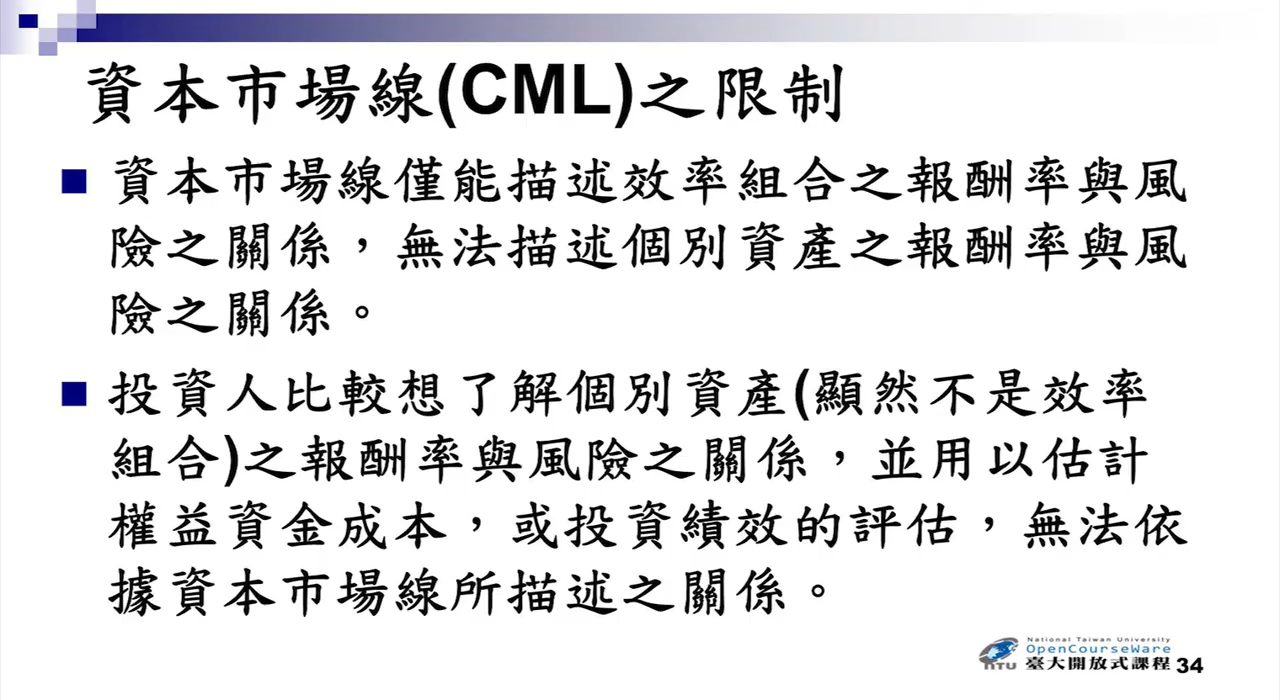 資本市場線(CML)之限制
資本市場線僅能描述效率組合之報酬率與風
險之關係，無法描述個別資產之報酬率與風
險之關係。
投資人比較想了解個別資產(顯然不是效率
組合)之報酬率與風險之關係，並用以估計
權益資金成本，或投資績效的評估，無法依
據資本市場線所描述之關係。
National Taiwan University
OpenCourseWare
NTU 臺大開放式課程 34